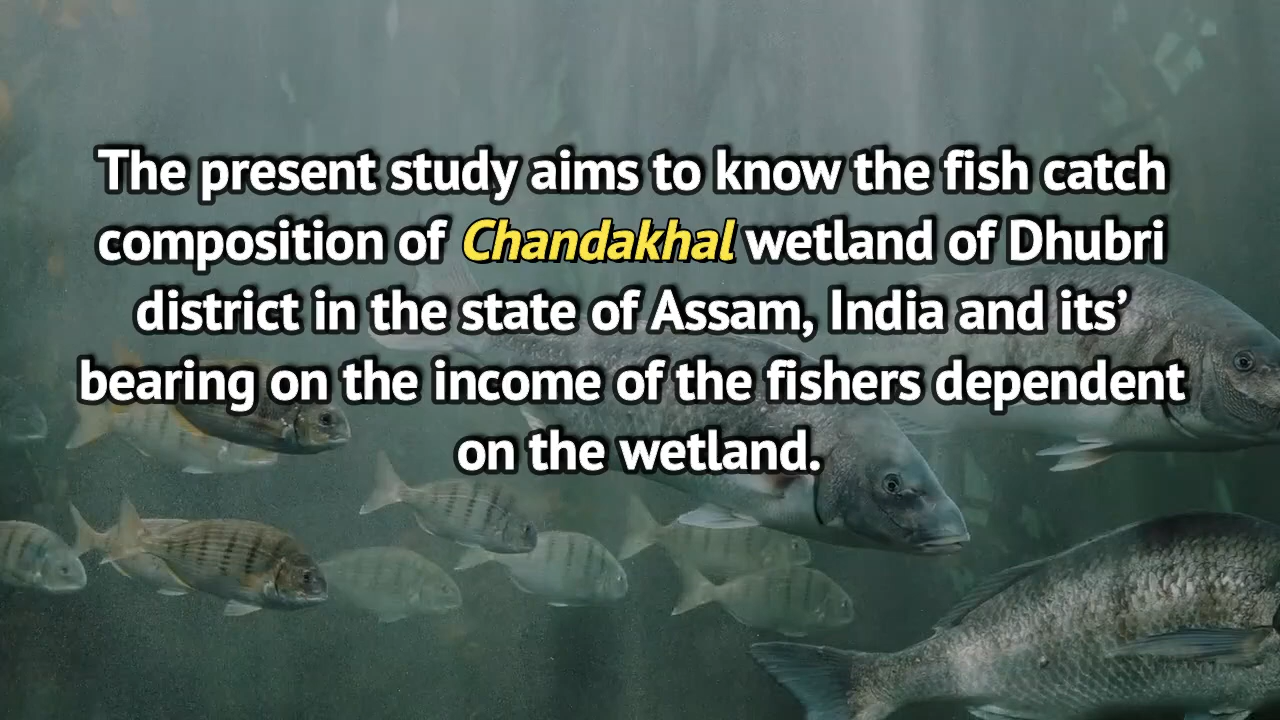 The present study aims to know the fish catch
composition of Chandakhal wetland of Dhubri
district in the state of Assam, India and its’
bearing on the income of the fishers dependent
on the wetland.